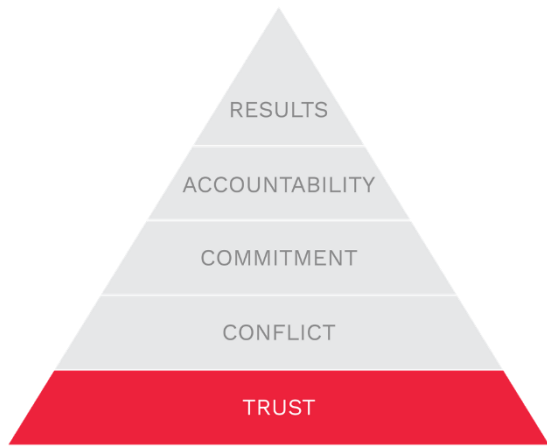 RESULTS
ACCOUNTABILITY
COMMITMENT
CONFLICT
TRUST